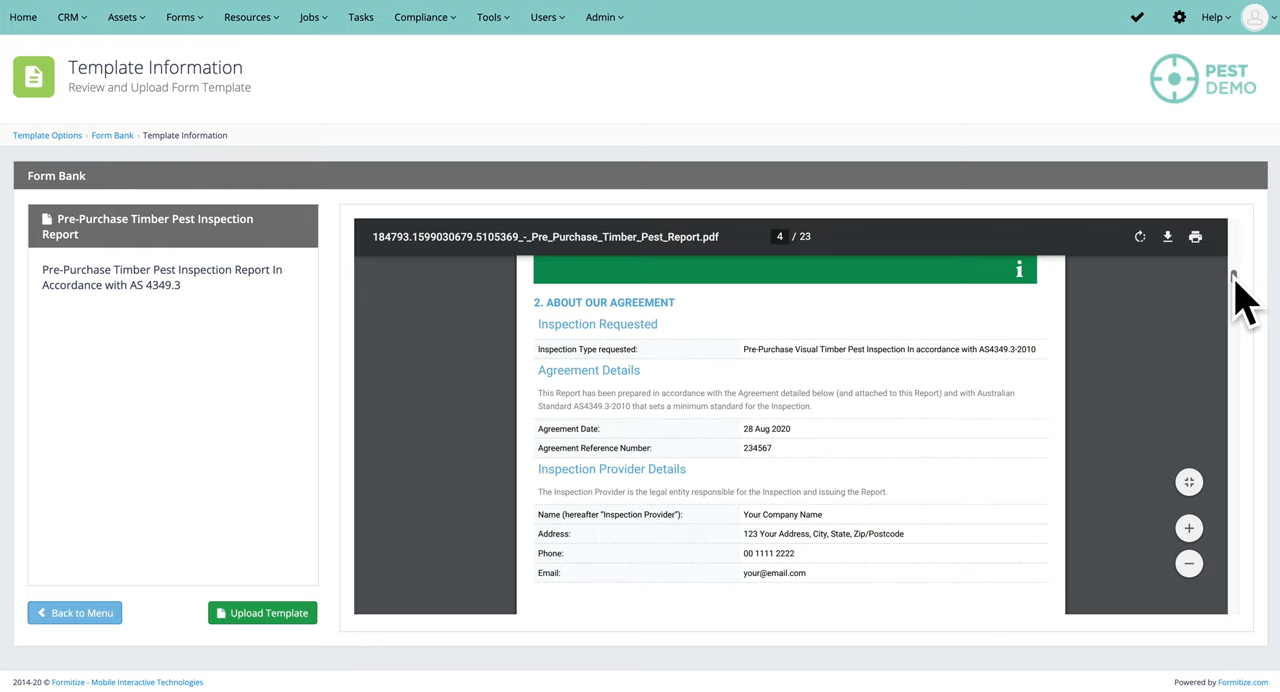 Home CRM Assets Forms Resources Jobs Tasks Compliance Tools Users Admin Help
Template Information
Review and Upload Form Template
PEST
DEMO
Template Options › Form Bank › Template Information
Form Bank
Pre-Purchase Timber Pest Inspection
Report
Pre-Purchase Timber Pest Inspection Report In
Accordance with AS 4349.3
Back to Menu
Upload Template
184793.1599030679.5105369_-_Pre_Purchase_Timber_Pest_Report.pdf 4 / 23
i
2. ABOUT OUR AGREEMENT
Inspection Requested
Inspection Type requested: Pre-Purchase Visual Timber Pest Inspection In accordance with AS4349.3-2010
Agreement Details
This Report has been prepared in accordance with the Agreement detailed below (and attached to this Report) and with Australian
Standard AS4349.3-2010 that sets a minimum standard for the Inspection.
Agreement Date: 28 Aug 2020
Agreement Reference Number: 234567
Inspection Provider Details
The Inspection Provider is the legal entity responsible for the Inspection and issuing the Report.
Name (hereafter "Inspection Provider"): Your Company Name
Address: 123 Your Address, City, State, Zip/Postcode
Phone: 00 1111 2222
Email: your@email.com
2014-20 © Formitize - Mobile Interactive Technologies
Powered by Formitize.com